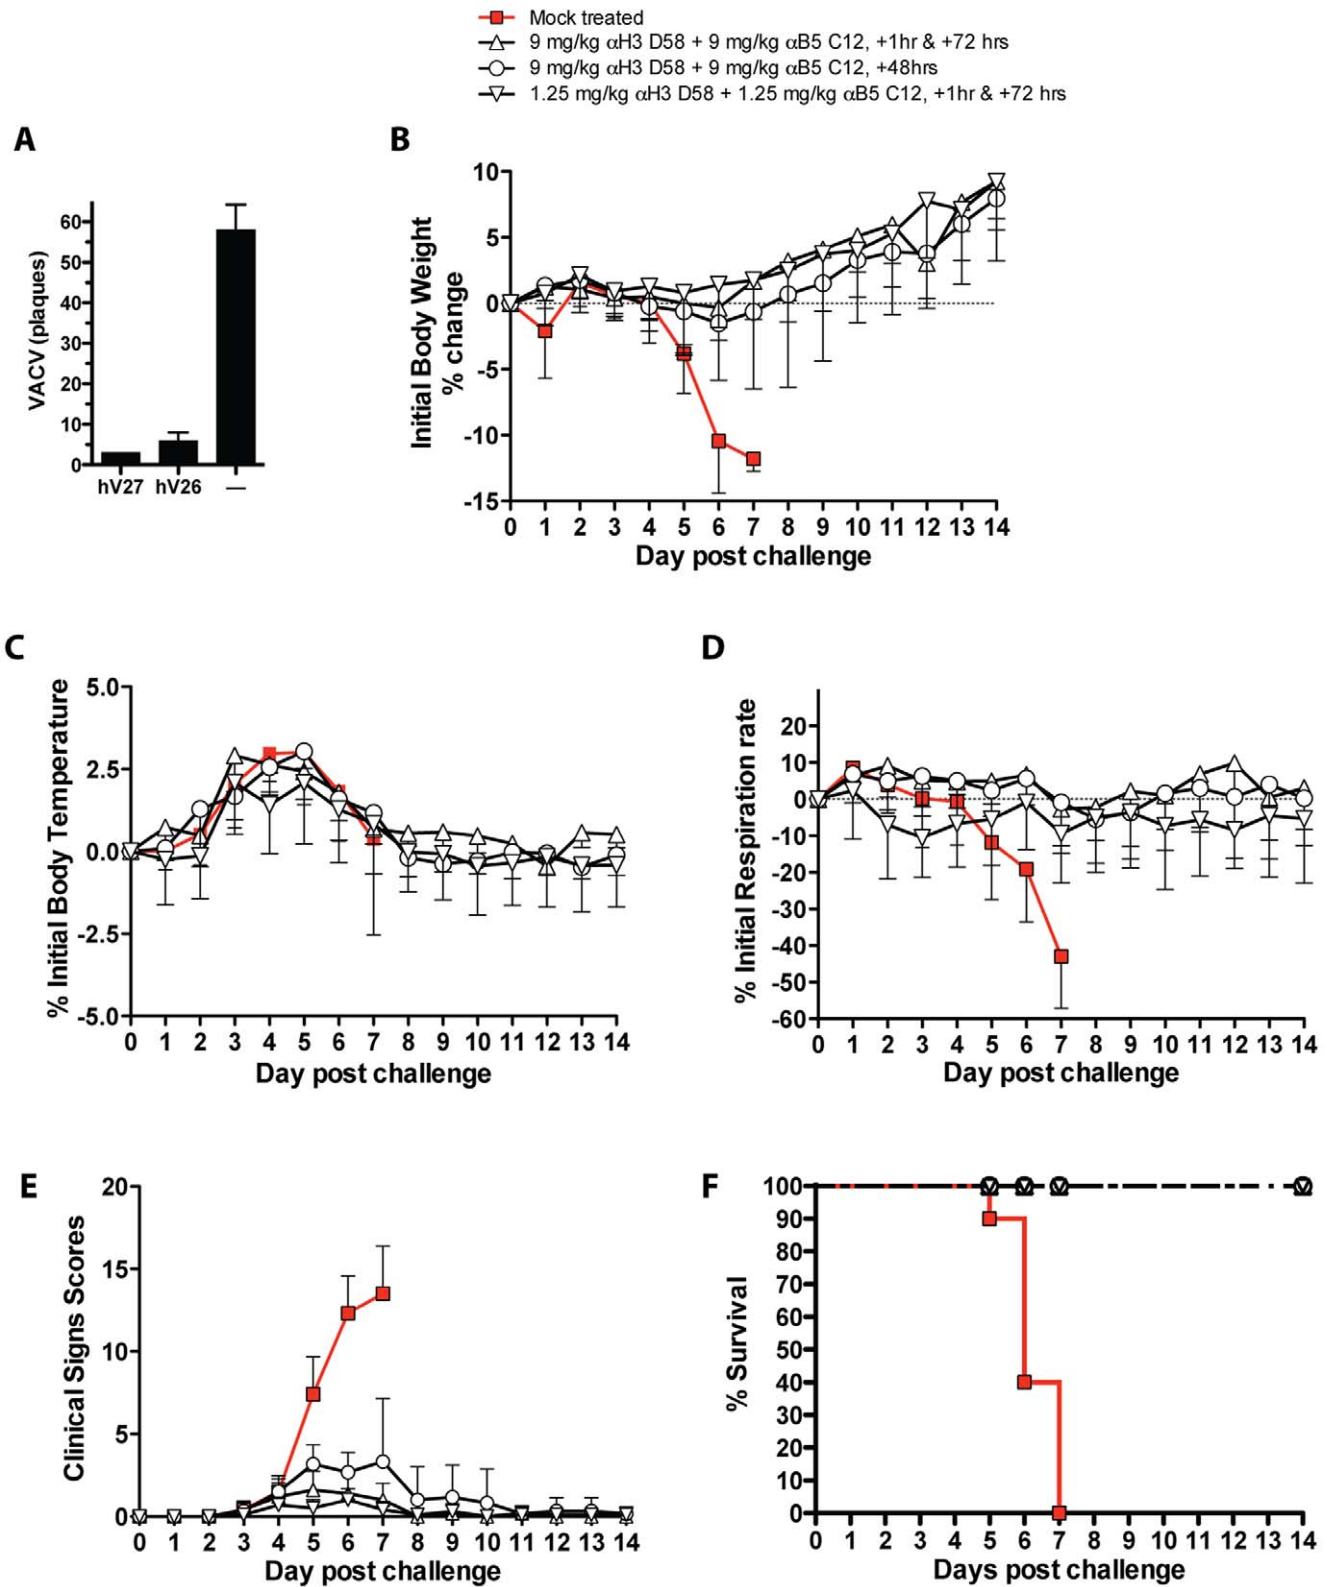 Mock treated
9 mg/kg αH3 D58 + 9 mg/kg αB5 C12, +1hr & +72 hrs
9 mg/kg αH3 D58 + 9 mg/kg αB5 C12, +48hrs
1.25 mg/kg αH3 D58 + 1.25 mg/kg αB5 C12, +1hr & +72 hrs
A
VACV (plaques)
60
50
40
30
20
10
0
hV27 hV26 —
B
Initial Body Weight
% change
10
5
0
-5
-10
-15
0 1 2 3 4 5 6 7 8 9 10 11 12 13 14
Day post challenge
C
% Initial Body Temperature
5.0
2.5
0.0
-2.5
-5.0
0 1 2 3 4 5 6 7 8 9 10 11 12 13 14
Day post challenge
D
% Initial Respiration rate
20
10
0
-10
-20
-30
-40
-50
-60
0 1 2 3 4 5 6 7 8 9 10 11 12 13 14
Day post challenge
E
Clinical Signs Scores
20
15
10
5
0
0 1 2 3 4 5 6 7 8 9 10 11 12 13 14
Day post challenge
F
% Survival
100
90
80
70
60
50
40
30
20
10
0
0 1 2 3 4 5 6 7 8 9 10 11 12 13 14
Days post challenge